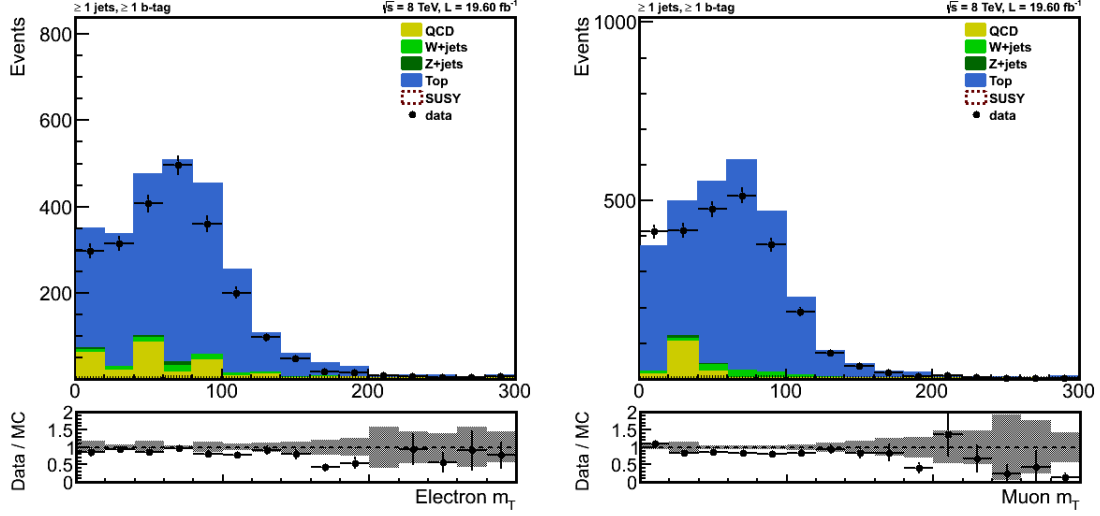 ≥ 1 jets, ≥ 1 b-tag
√s = 8 TeV, L = 19.60 fb⁻¹
Events
800
600
400
200
0
100
200
300
QCD
W+jets
Z+jets
Top
SUSY
data
Data / MC
2
1.5
1
0.5
0
Electron m_T
≥ 1 jets, ≥ 1 b-tag
√s = 8 TeV, L = 19.60 fb⁻¹
Events
1000
500
0
100
200
300
QCD
W+jets
Z+jets
Top
SUSY
data
Data / MC
2
1.5
1
0.5
0
Muon m_T